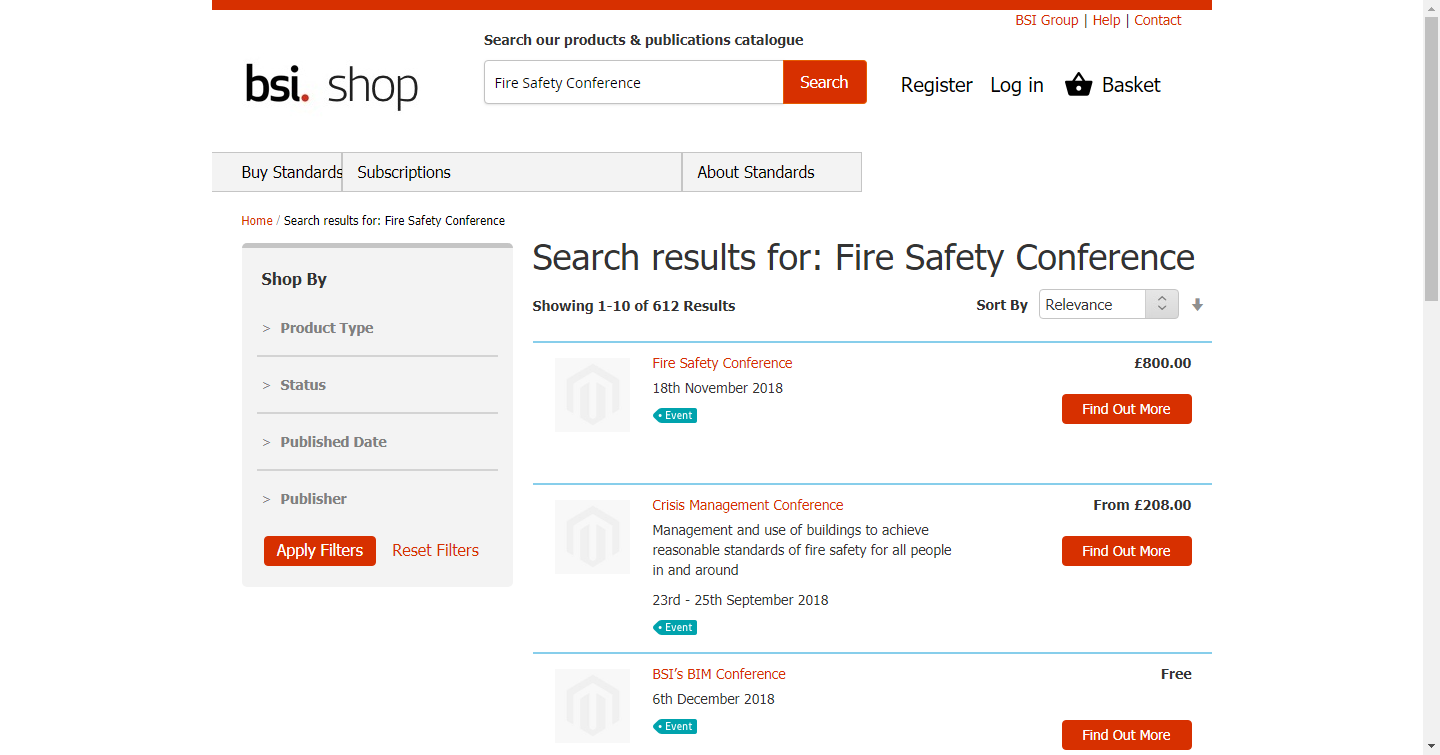 BSI Group | Help | Contact
Search our products & publications catalogue
bsi. shop
Fire Safety Conference
Search
Register
Log in
Basket
Buy Standards
Subscriptions
About Standards
Home / Search results for: Fire Safety Conference
Shop By
> Product Type
> Status
> Published Date
> Publisher
Apply Filters
Reset Filters
Search results for: Fire Safety Conference
Showing 1-10 of 612 Results
Sort By
Relevance
Fire Safety Conference
£800.00
18th November 2018
Event
Find Out More
Crisis Management Conference
From £208.00
Management and use of buildings to achieve
reasonable standards of fire safety for all people
in and around
Find Out More
23rd - 25th September 2018
Event
BSI’s BIM Conference
Free
6th December 2018
Event
Find Out More